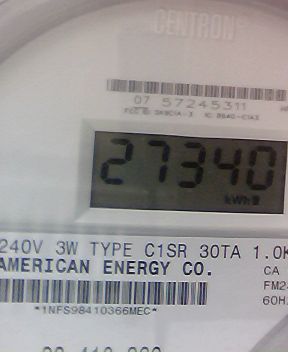 CENTRON
07 57245311
27340
kWh
240V 3W TYPE C1SR 30TA 1.0K
AMERICAN ENERGY CO.
CA
FM2
60H
*1NFS98410366MEC*